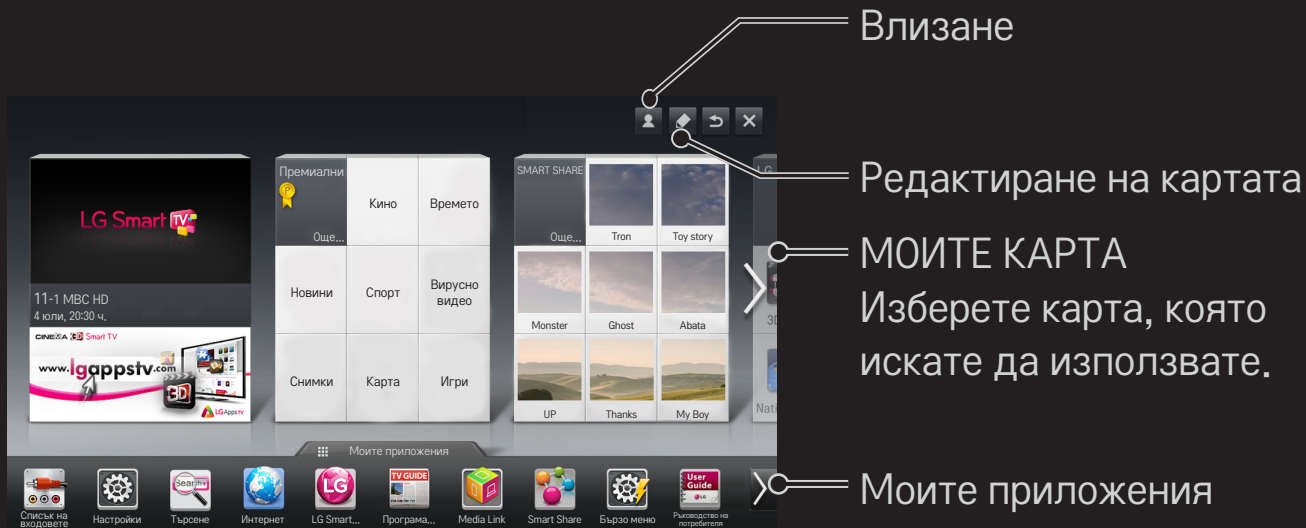 Влизане
Редактиране на картата
МОИТЕ КАРТА
Изберете карта, която
искате да използвате.
Моите приложения
LG Smart TV
11-1 MBC HD
4 юли, 20:30 ч,
CINEMA 3D Smart TV
www.lgappstv.com
3D
LG Apps TV
Премиални
P
Още...
Кино
Времето
Новини
Спорт
Вирусно
видео
Снимки
Карта
Игри
SMART SHARE
Още...
Tron
Toy story
Monster
Ghost
Abata
UP
Thanks
My Boy
LG
3D
Nati
Моите приложения
Списък на
входовете
Настройки
Search
Търсене
Интернет
LG
LG Smart...
TV GUIDE
Програма...
Media Link
Smart Share
Бързо меню
User
Guide
LG
Ръководство на
потребителя